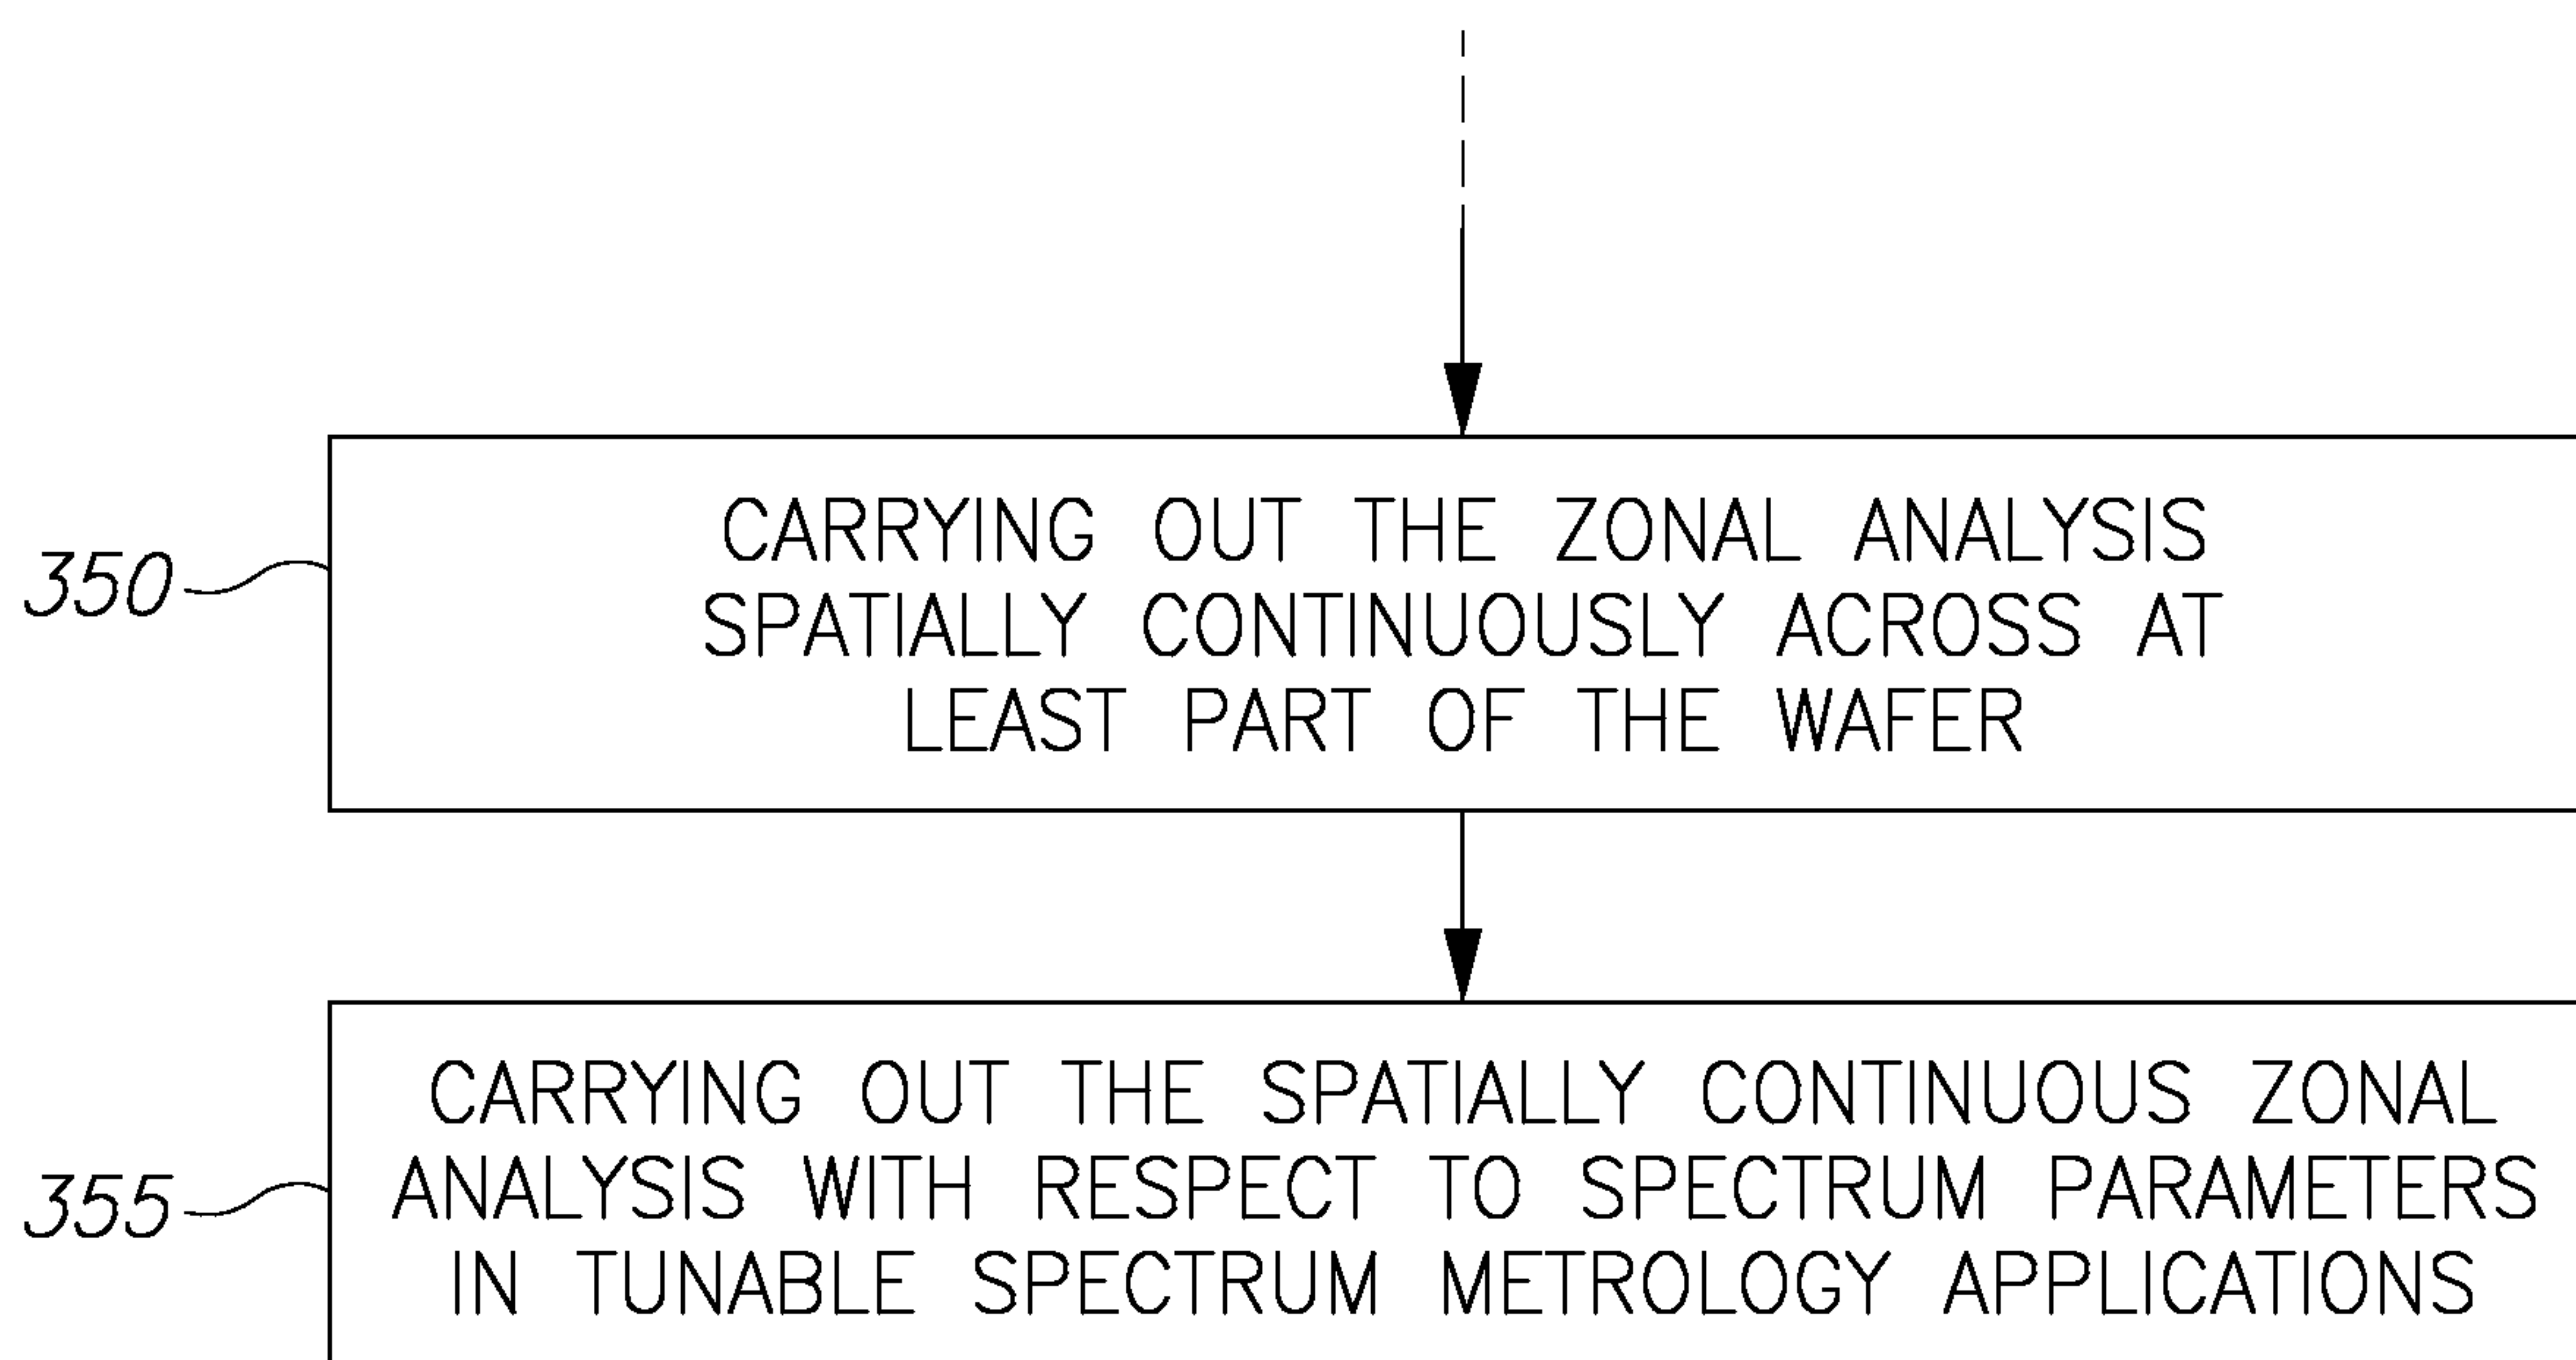 350
CARRYING OUT THE ZONAL ANALYSIS
SPATIALLY CONTINUOUSLY ACROSS AT
LEAST PART OF THE WAFER
355
CARRYING OUT THE SPATIALLY CONTINUOUS ZONAL
ANALYSIS WITH RESPECT TO SPECTRUM PARAMETERS
IN TUNABLE SPECTRUM METROLOGY APPLICATIONS